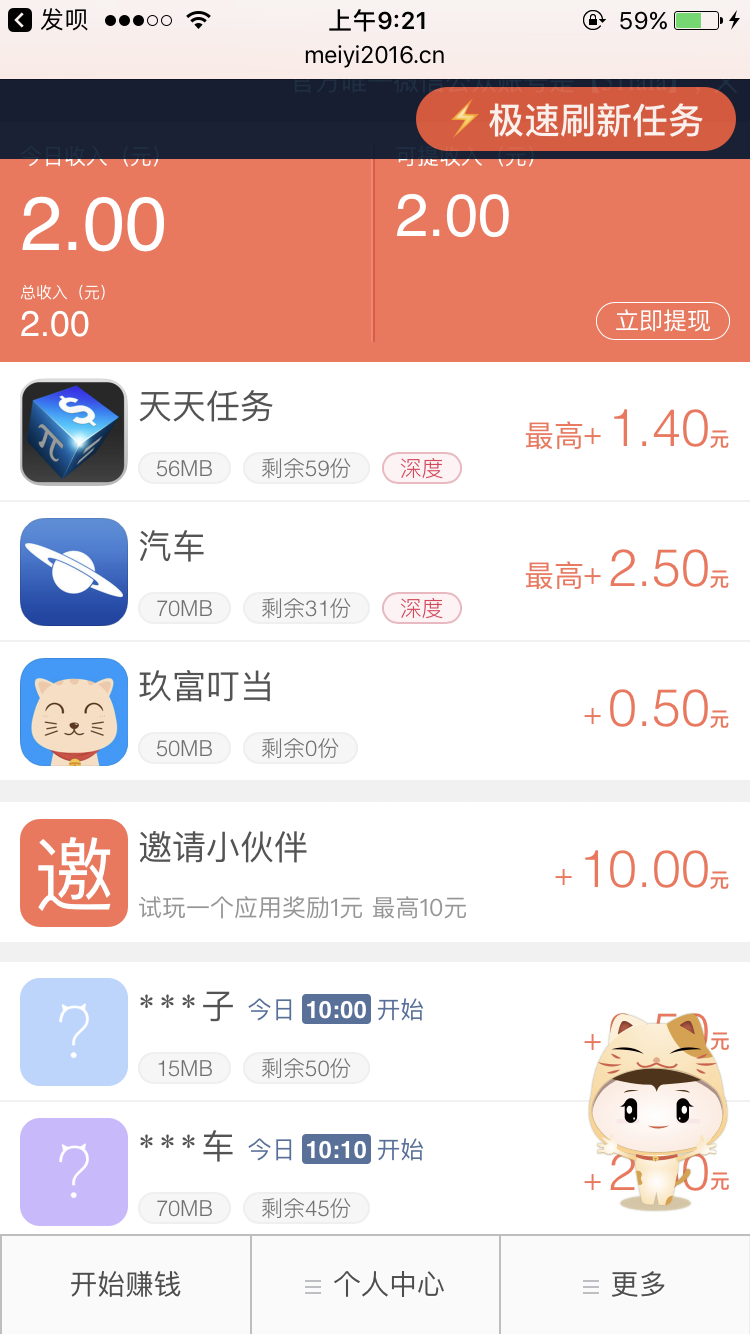 发呗 上午9:21 59%
meiyi2016.cn
极速刷新任务
今日收入（元） 可提收入（元）
2.00 2.00
总收入（元）
2.00 立即提现
天天任务
最高+ 1.40元
56MB 剩余59份 深度
汽车
最高+ 2.50元
70MB 剩余31份 深度
玖富叮当
+ 0.50元
50MB 剩余0份
邀 邀请小伙伴
+ 10.00元
试玩一个应用奖励1元 最高10元
? ***子 今日 10:00 开始
15MB 剩余50份
? ***车 今日 10:10 开始
70MB 剩余45份
开始赚钱 个人中心 更多